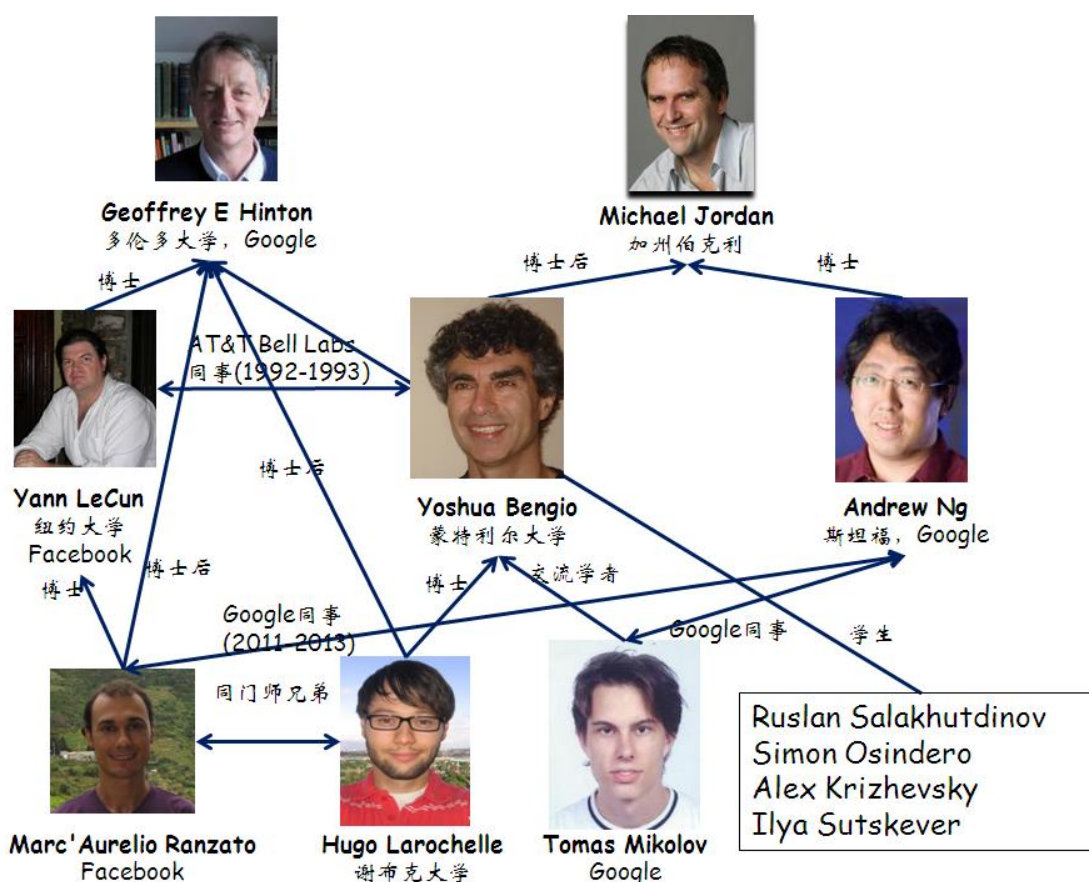 Geoffrey E Hinton
多伦多大学, Google
Michael Jordan
加州伯克利
博士
博士后
博士
AT&T Bell Labs
同事(1992-1993)
博士后
Yann LeCun
纽约大学
Facebook
Yoshua Bengio
蒙特利尔大学
Andrew Ng
斯坦福, Google
博士
博士后
博士
交流学者
Google同事
(2011-2013)
Google同事
学生
同门师兄弟
Ruslan Salakhutdinov
Simon Osindero
Alex Krizhevsky
Ilya Sutskever
Marc'Aurelio Ranzato
Facebook
Hugo Larochelle
谢布克大学
Tomas Mikolov
Google